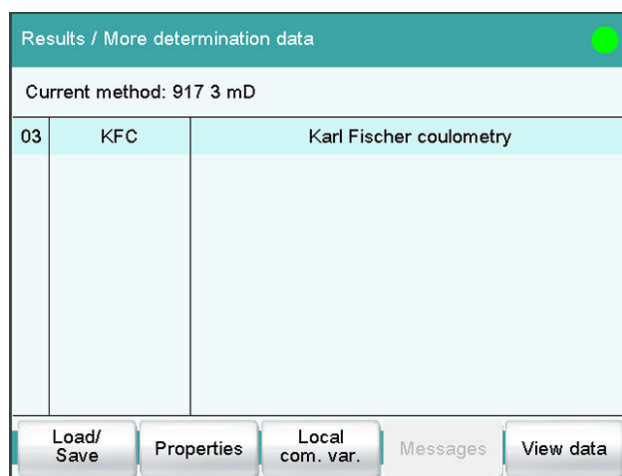 Results / More determination data
Current method: 917 3 mD
03 KFC Karl Fischer coulometry
Load/ Save Properties Local com. var. Messages View data